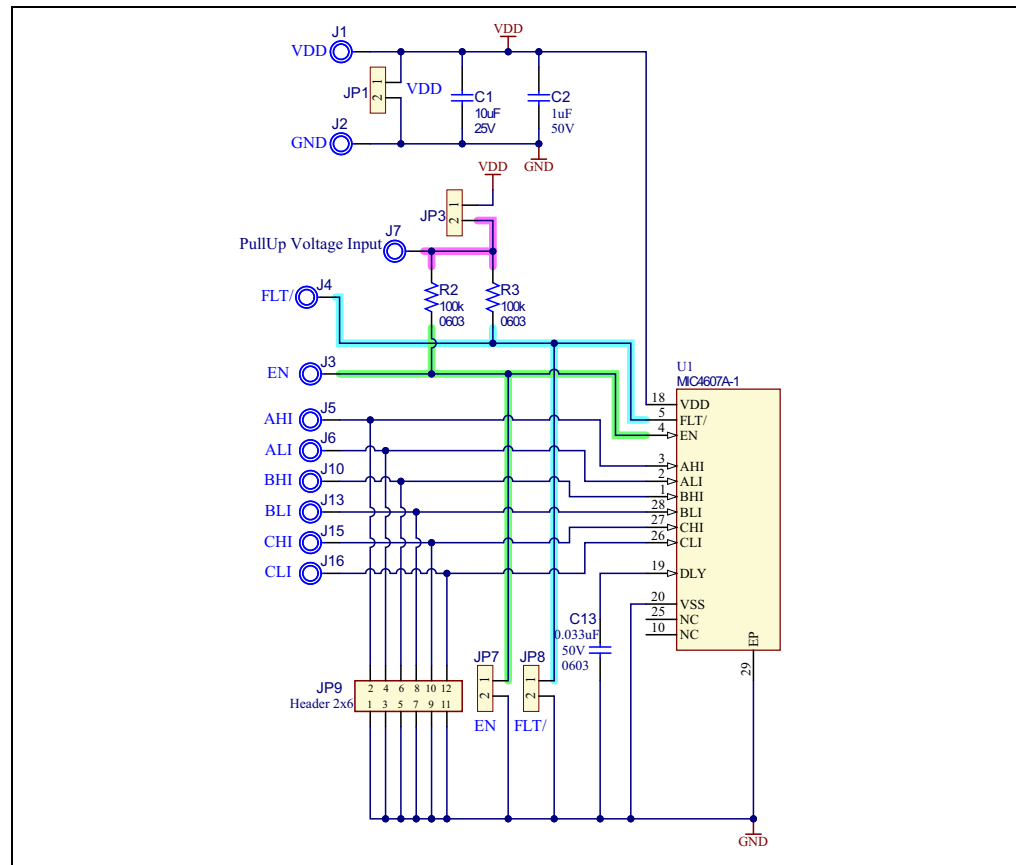 VDD
J1
VDD
JP1
1
2
VDD
C1
10uF
25V
C2
1uF
50V
J2
GND
GND
VDD
JP3
1
2
J7
PullUp Voltage Input
J4
FLT/
R2
100k
0603
R3
100k
0603
J3
EN
U1
MIC4607A-1
18 VDD
5 FLT/
4 EN
J5
AHI
J6
ALI
J10
BHI
J13
BLI
J15
CHI
J16
CLI
3 AHI
2 ALI
1 BHI
28 BLI
27 CHI
26 CLI
19 DLY
20 VSS
25 NC
10 NC
EP
29
C13
0.033uF
50V
0603
JP9
Header 2x6
2 4 6 8 10 12
1 3 5 7 9 11
JP7
1
2
EN
JP8
1
2
FLT/
GND